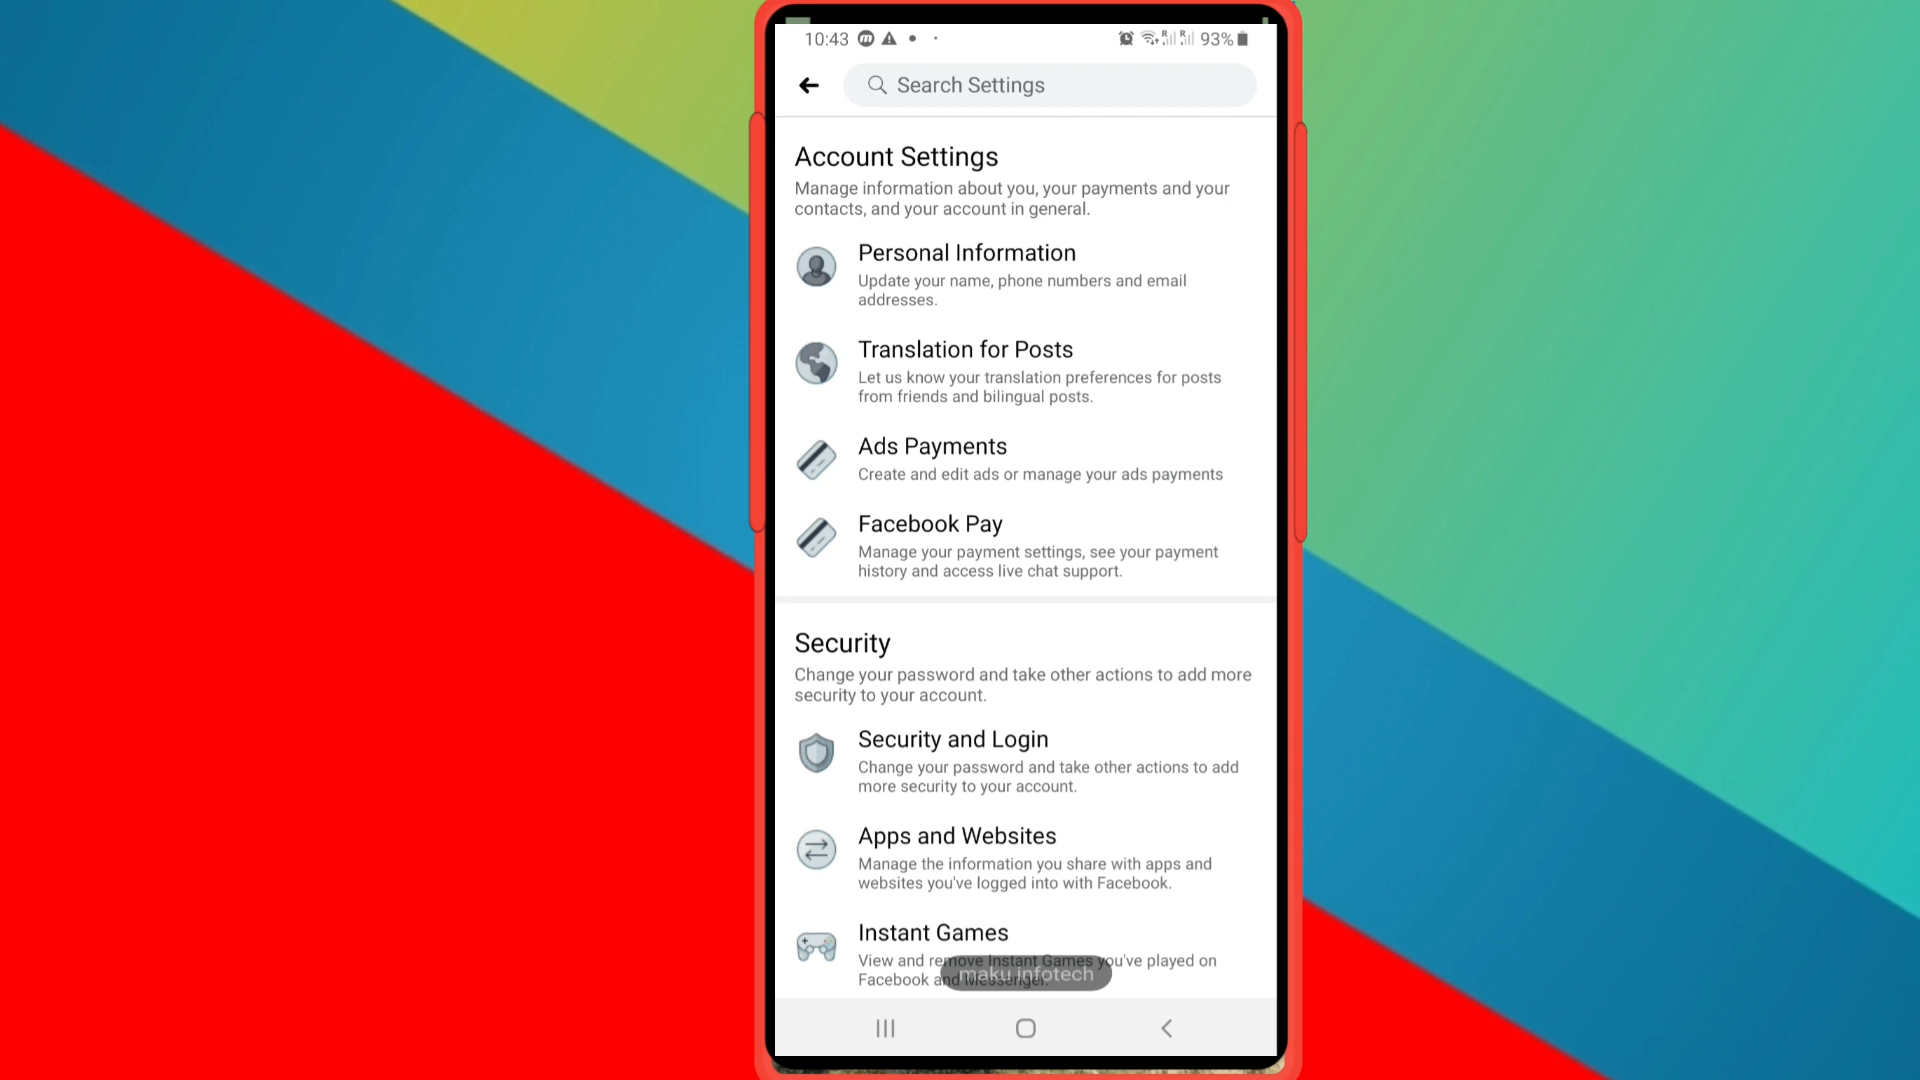 10:43
93%
Search Settings
Account Settings
Manage information about you, your payments and your
contacts, and your account in general.
Personal Information
Update your name, phone numbers and email
addresses.
Translation for Posts
Let us know your translation preferences for posts
from friends and bilingual posts.
Ads Payments
Create and edit ads or manage your ads payments
Facebook Pay
Manage your payment settings, see your payment
history and access live chat support.
Security
Change your password and take other actions to add more
security to your account.
Security and Login
Change your password and take other actions to add
more security to your account.
Apps and Websites
Manage the information you share with apps and
websites you've logged into with Facebook.
Instant Games
View and remove Instant Games you've played on
Facebook and Messenger.
maku.infotech